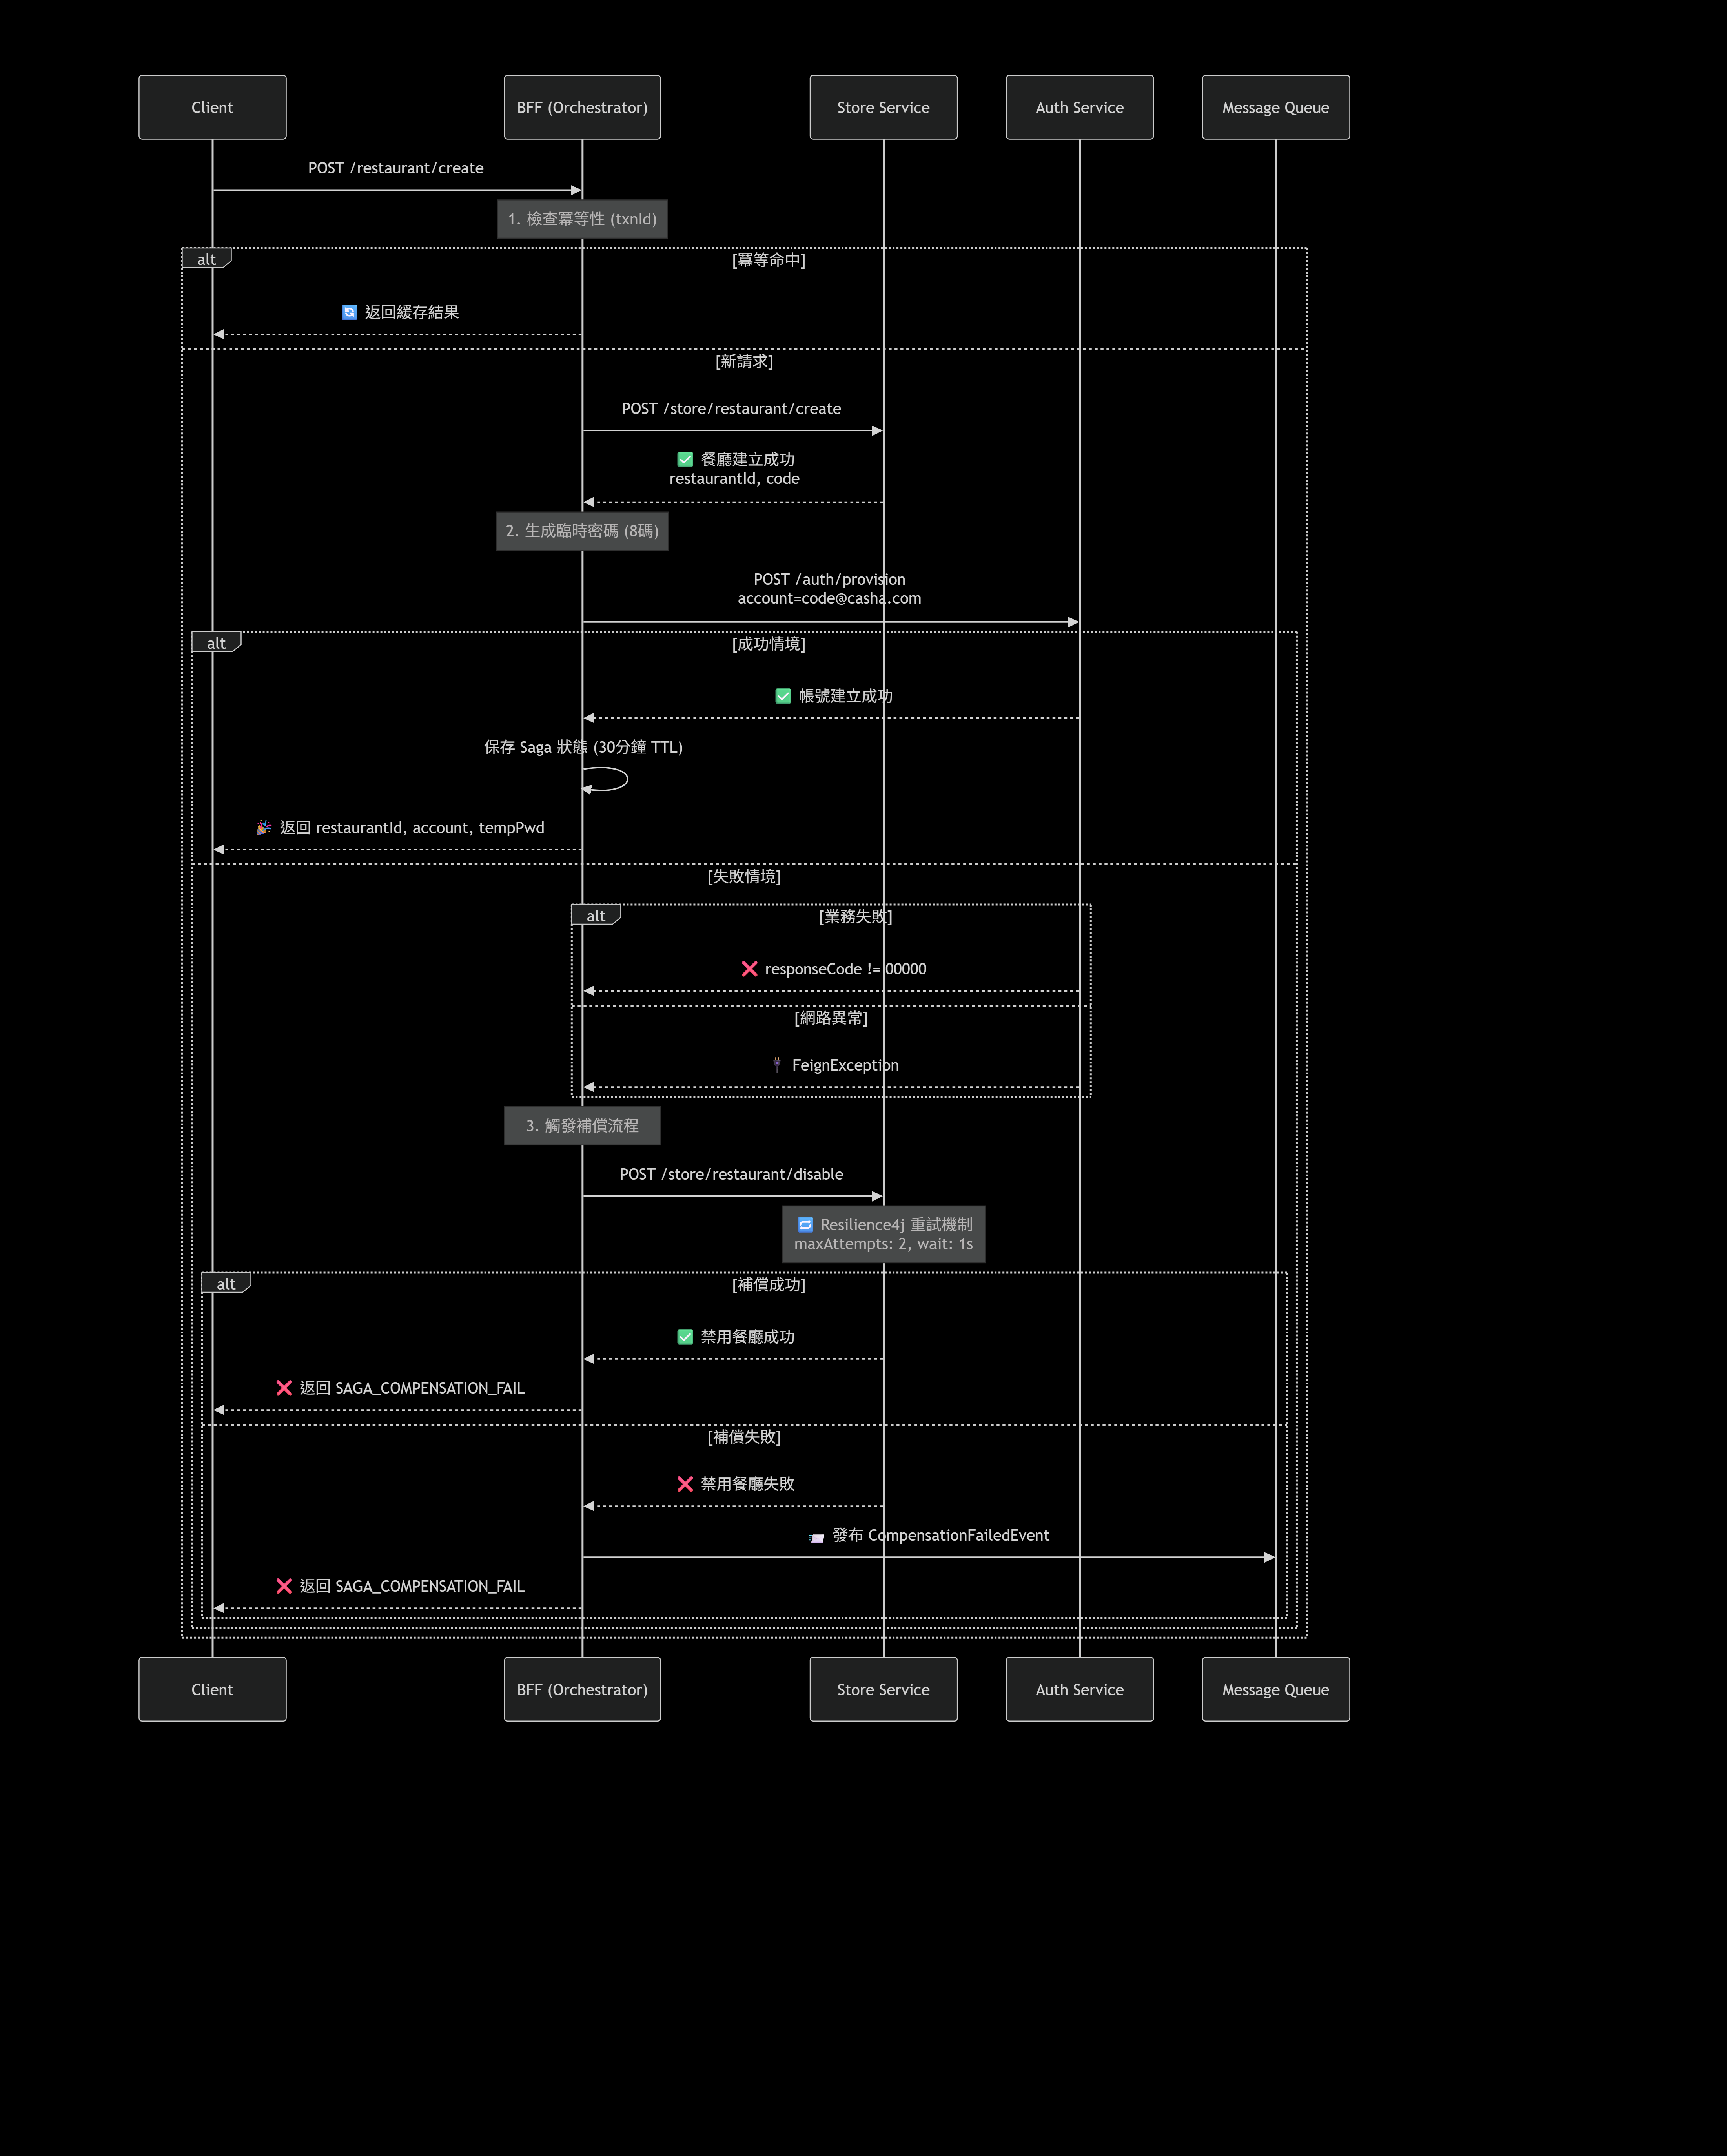 Client
BFF (Orchestrator)
Store Service
Auth Service
Message Queue
POST /restaurant/create
1. 檢查冪等性 (txnId)
alt
[冪等命中]
🔄 返回緩存結果
[新請求]
POST /store/restaurant/create
✅ 餐廳建立成功
restaurantId, code
2. 生成臨時密碼 (8碼)
POST /auth/provision
account=code@casha.com
alt
[成功情境]
✅ 帳號建立成功
保存 Saga 狀態 (30分鐘 TTL)
🎉 返回 restaurantId, account, tempPwd
[失敗情境]
alt
[業務失敗]
❌ responseCode != 00000
[網路異常]
🔌 FeignException
3. 觸發補償流程
POST /store/restaurant/disable
🔁 Resilience4j 重試機制
maxAttempts: 2, wait: 1s
alt
[補償成功]
✅ 禁用餐廳成功
❌ 返回 SAGA_COMPENSATION_FAIL
[補償失敗]
❌ 禁用餐廳失敗
📨 發布 CompensationFailedEvent
❌ 返回 SAGA_COMPENSATION_FAIL
Client
BFF (Orchestrator)
Store Service
Auth Service
Message Queue